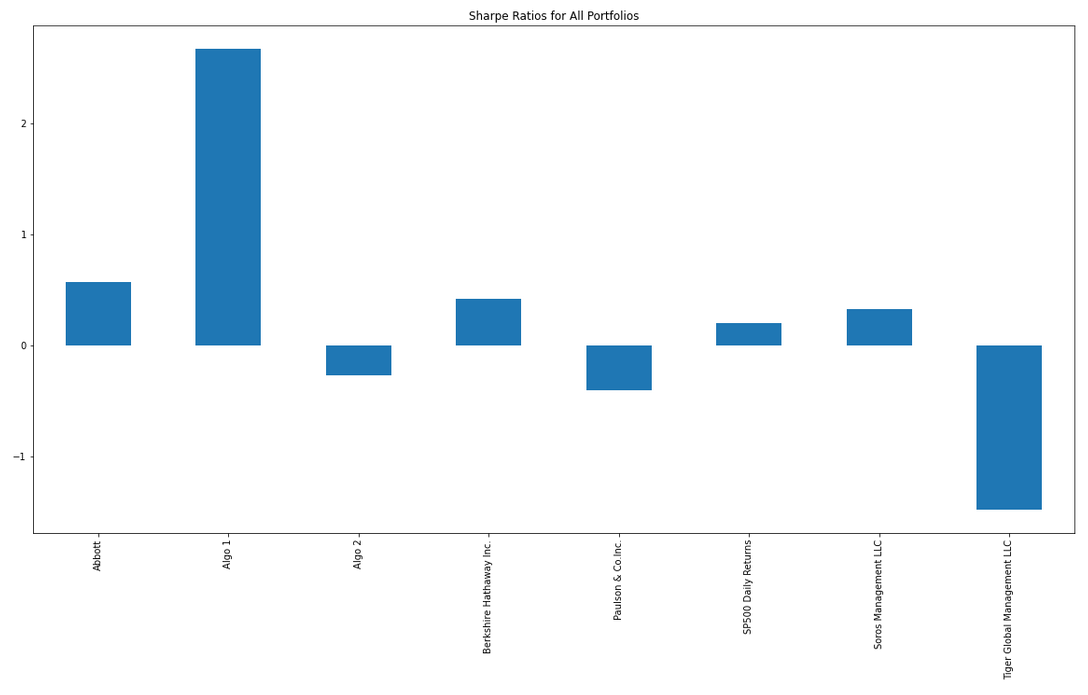 Sharpe Ratios for All Portfolios
2
1
0
−1
Abbott
Algo 1
Algo 2
Berkshire Hathaway Inc.
Paulson & Co.Inc.
SP500 Daily Returns
Soros Management LLC
Tiger Global Management LLC